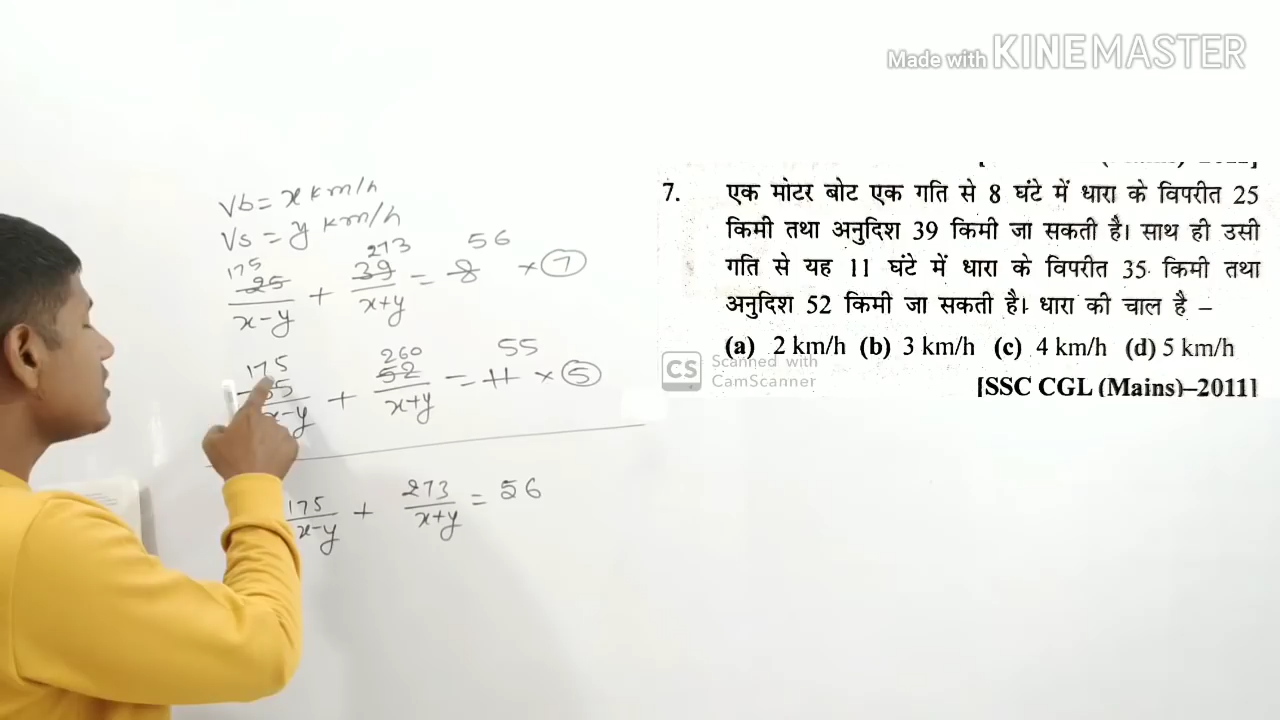 Made with KINEMASTER
Vb = x km/h
Vs = y km/h
175 273 56
25/x-y + 39/x+y = 8 × 7
175 260 55
35/x-y + 52/x+y = 11 × 5
175/x-y + 273/x+y = 56
7. एक मोटर बोट एक गति से 8 घंटे में धारा के विपरीत 25
किमी तथा अनुदिश 39 किमी जा सकती है। साथ ही उसी
गति से यह 11 घंटे में धारा के विपरीत 35 किमी तथा
अनुदिश 52 किमी जा सकती है। धारा की चाल है –
(a) 2 km/h (b) 3 km/h (c) 4 km/h (d) 5 km/h
CS Scanned with
CamScanner
[SSC CGL (Mains)–2011]